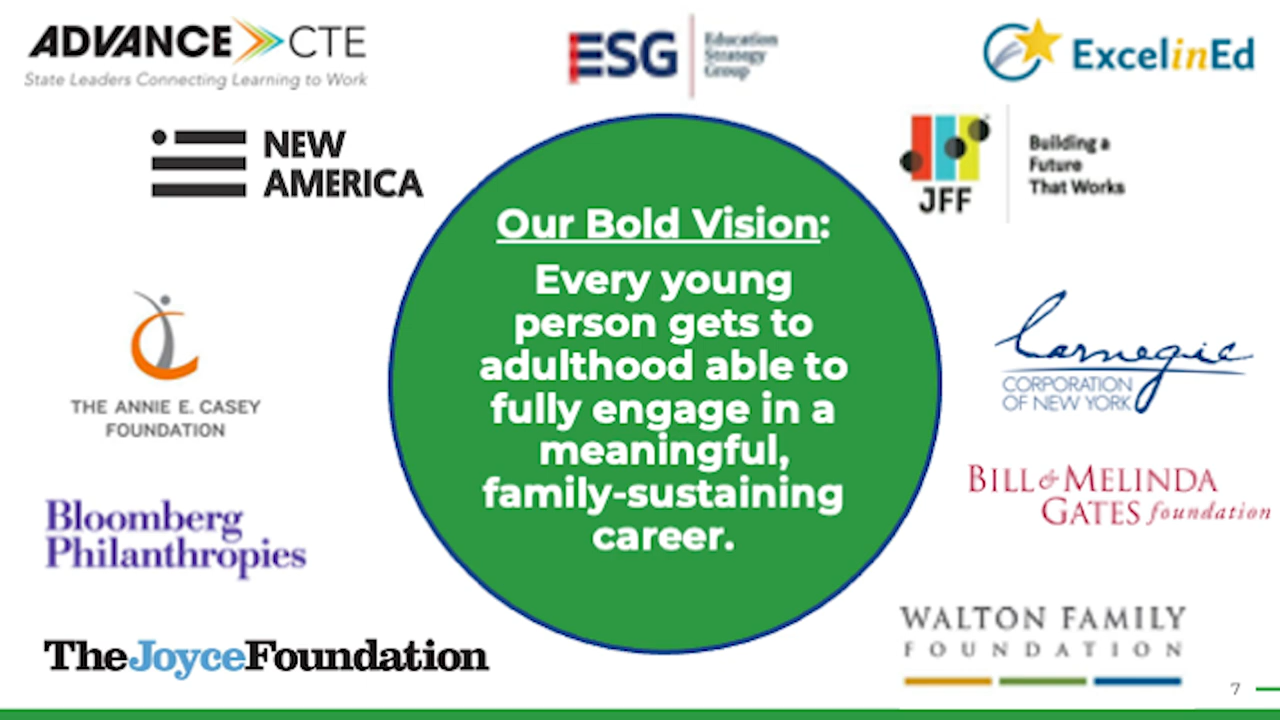 ADVANCE CTE
State Leaders Connecting Learning to Work
ESG
Education
Strategy
Group
ExcelinEd
NEW
AMERICA
JFF
Building a
Future
That Works
Our Bold Vision:
Every young
person gets to
adulthood able to
fully engage in a
meaningful,
family-sustaining
career.
THE ANNIE E. CASEY
FOUNDATION
Carnegie
CORPORATION
OF NEW YORK
Bloomberg
Philanthropies
BILL & MELINDA
GATES foundation
TheJoyceFoundation
WALTON FAMILY
FOUNDATION
7